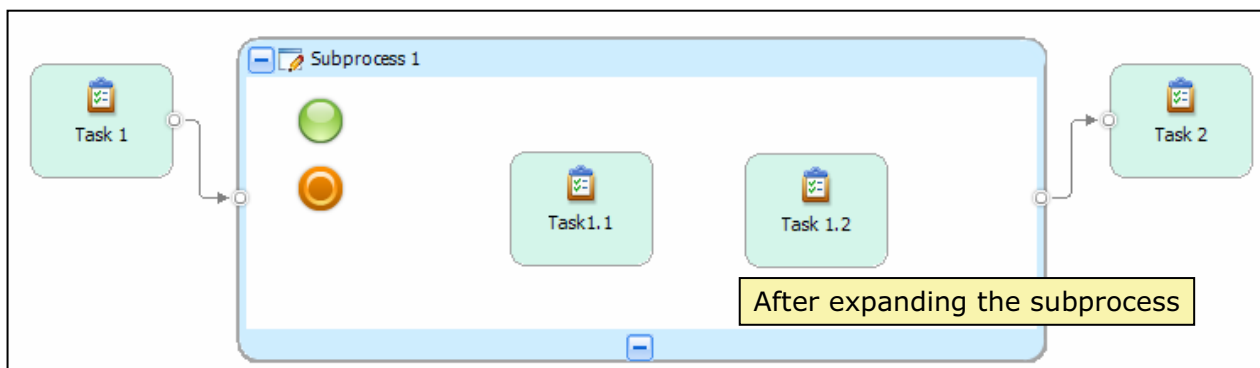 Subprocess 1
Task 1
Task 2
Task1.1
Task 1.2
After expanding the subprocess